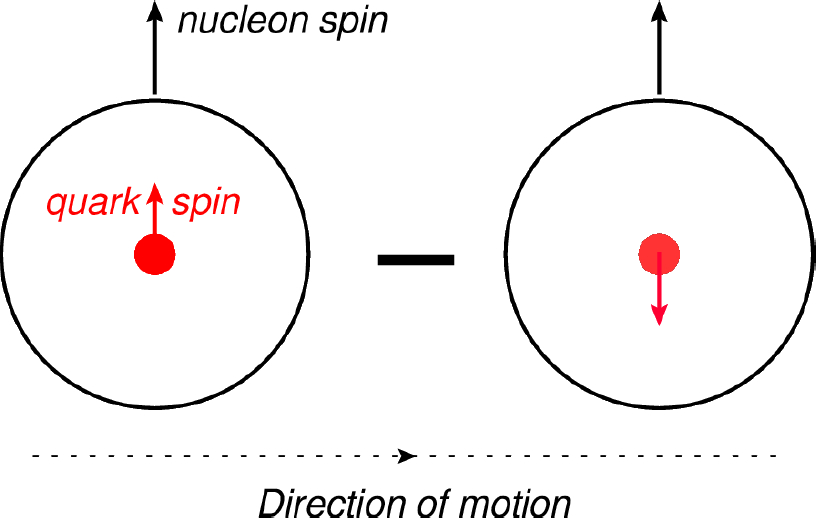 nucleon spin
quark spin
Direction of motion